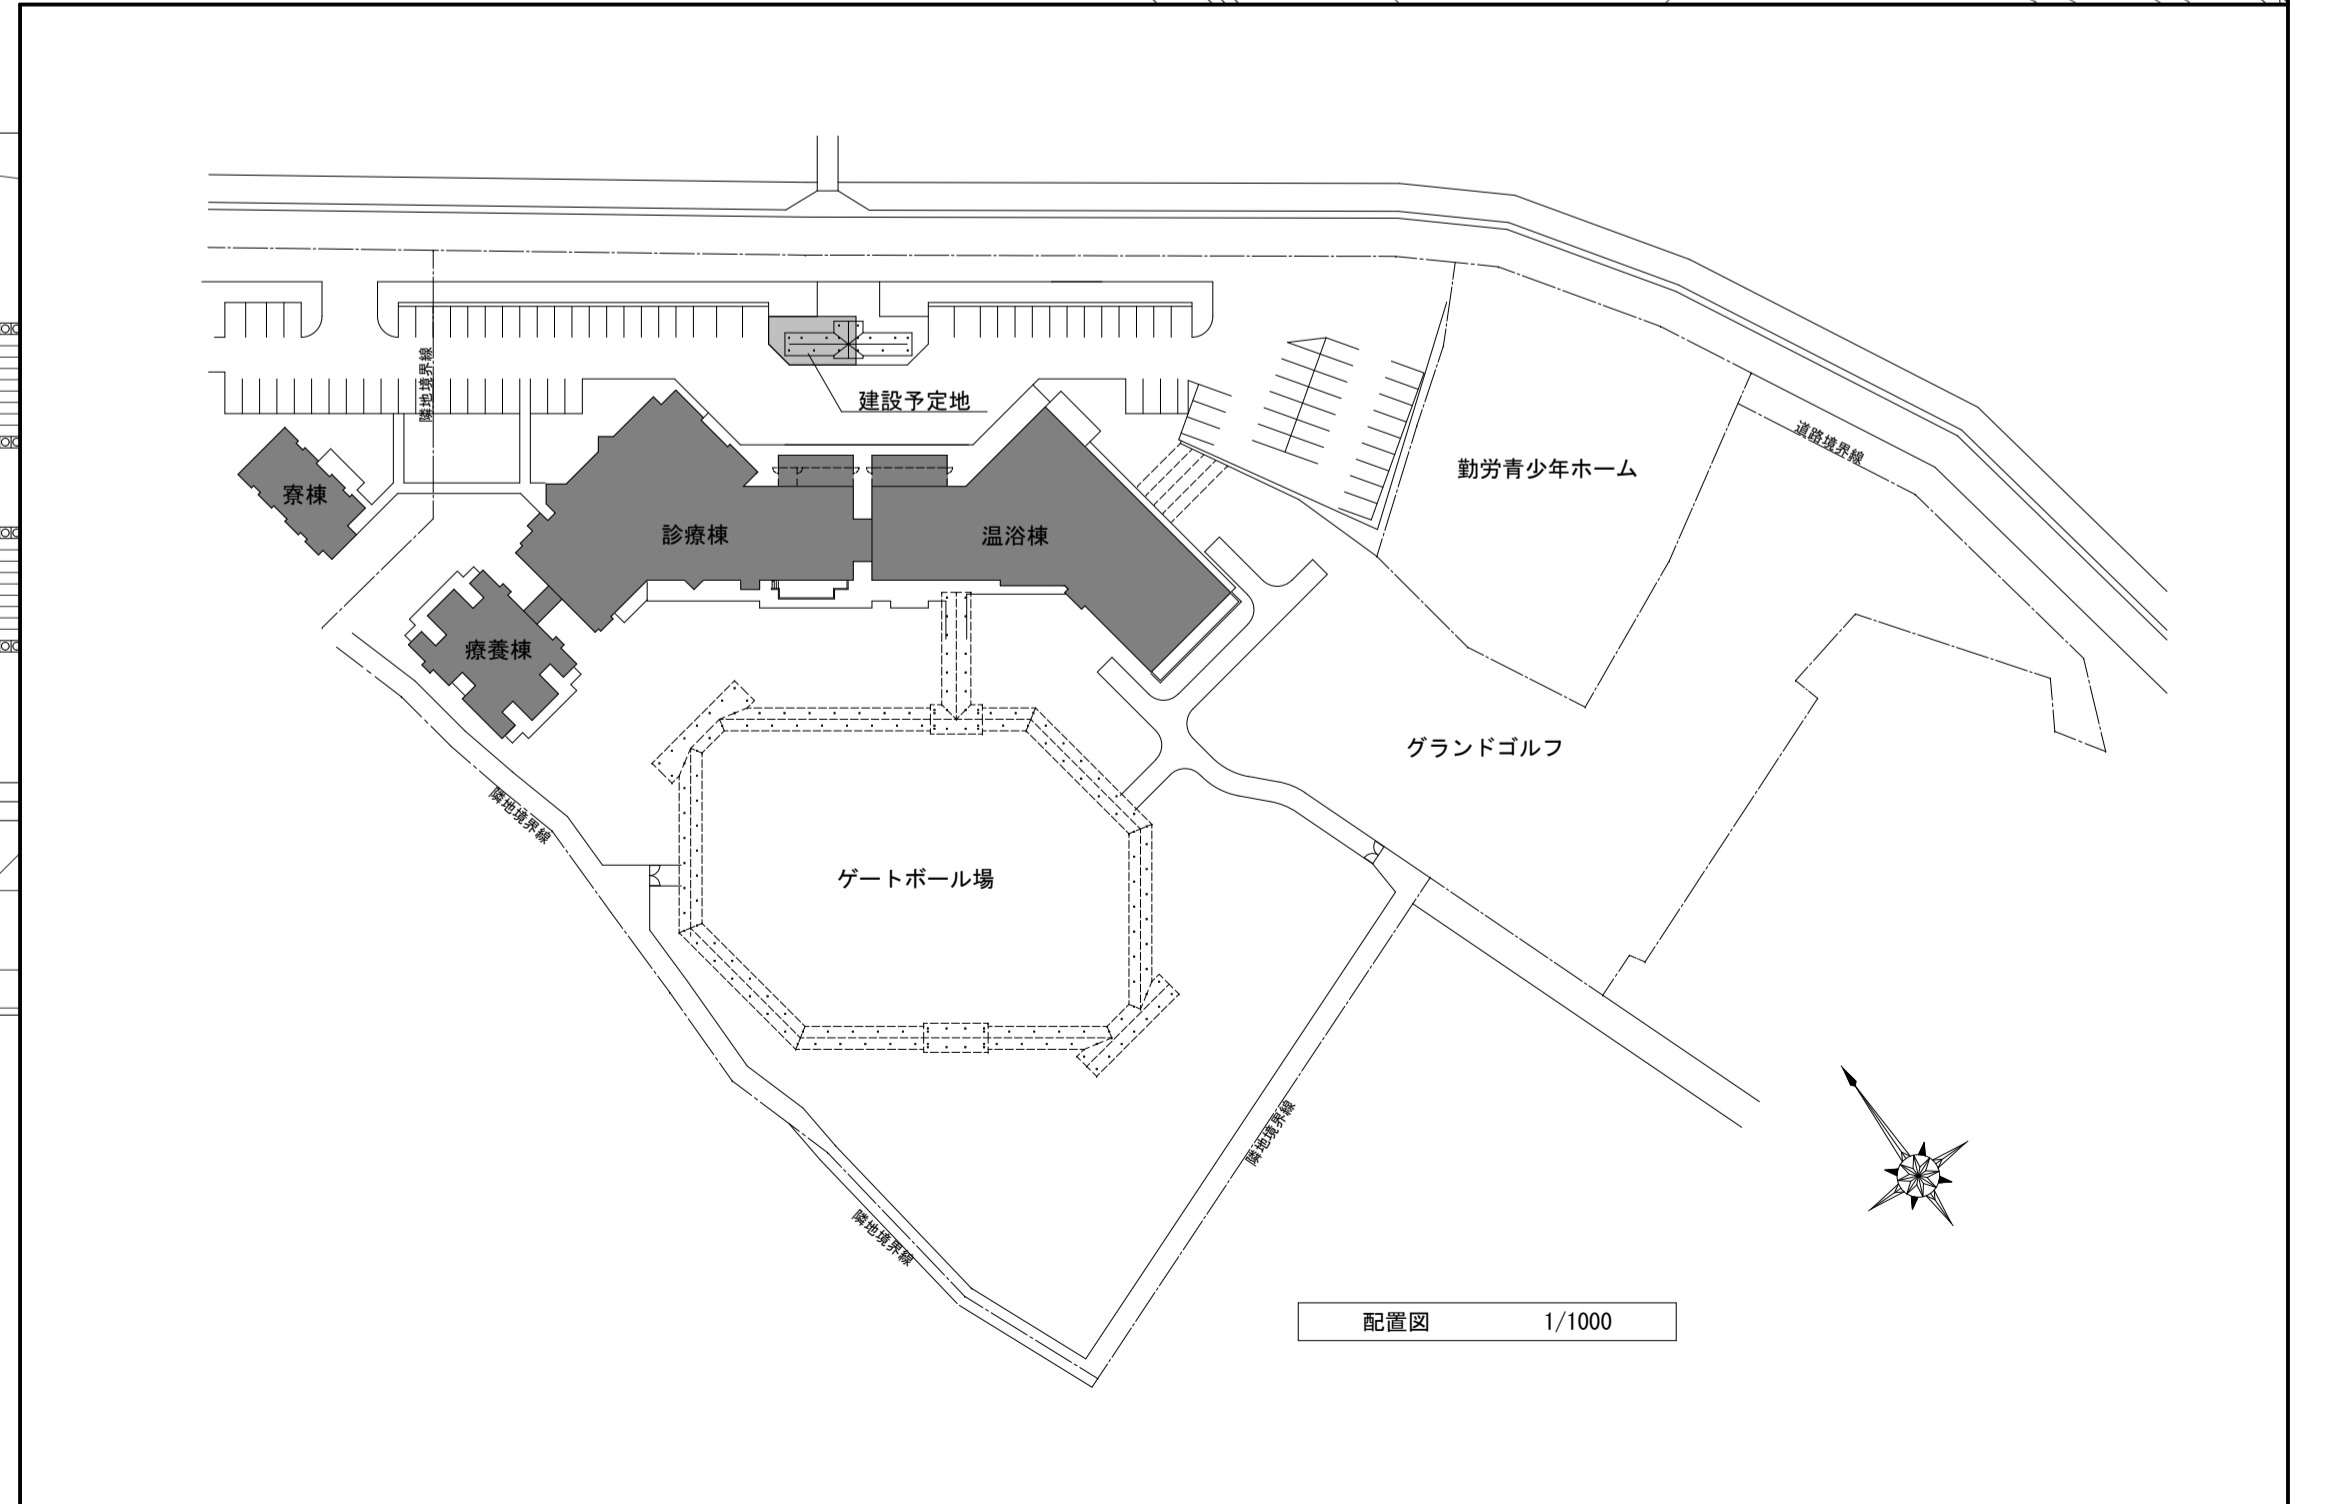 隣地境界線
建設予定地
道路境界線
勤労青少年ホーム
寮棟
診療棟
温浴棟
療養棟
グランドゴルフ
隣地境界線
ゲートボール場
隣地境界線
隣地境界線
配置図 1/1000